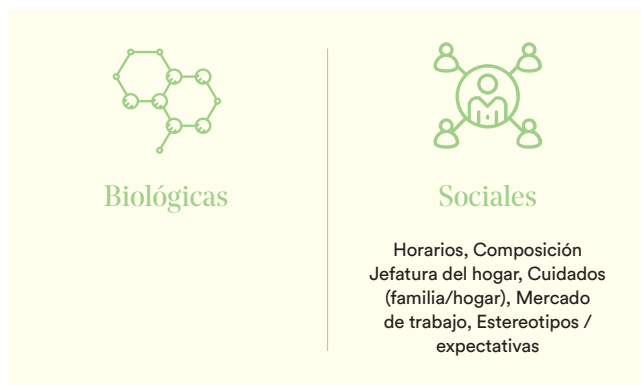 Biológicas
Sociales
Horarios, Composición
Jefatura del hogar, Cuidados
(familia/hogar), Mercado
de trabajo, Estereotipos /
expectativas